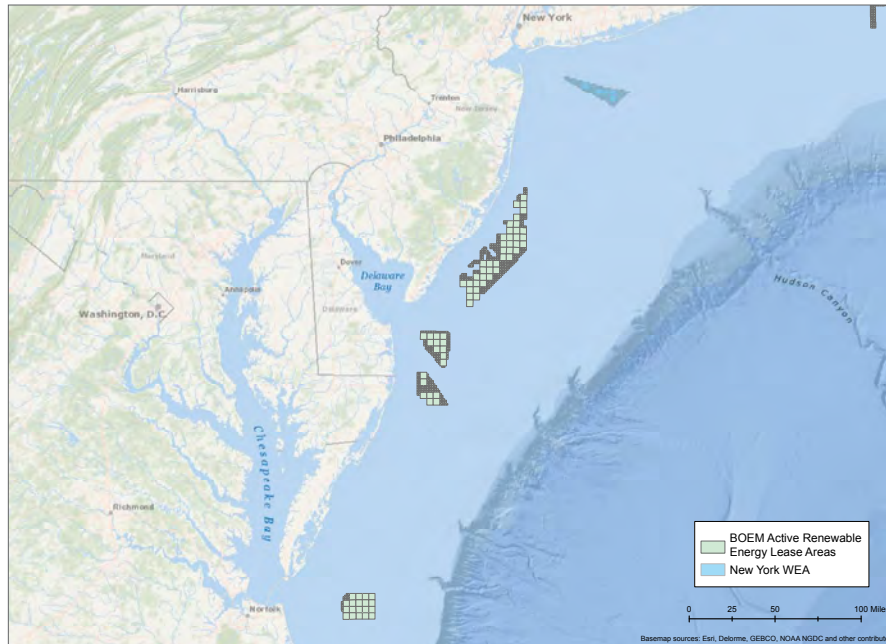 New York
Harrisburg
Trenton
New Jersey
Philadelphia
Maryland
Dover
Delaware
Bay
Annapolis
Delaware
Washington, D.C.
Hudson Canyon
Chesapeake Bay
Richmond
Norfolk
BOEM Active Renewable
Energy Lease Areas
New York WEA
0 25 50 100 Mile
Basemap sources: Esri, Delorme, GEBCO, NOAA NGDC and other contribut